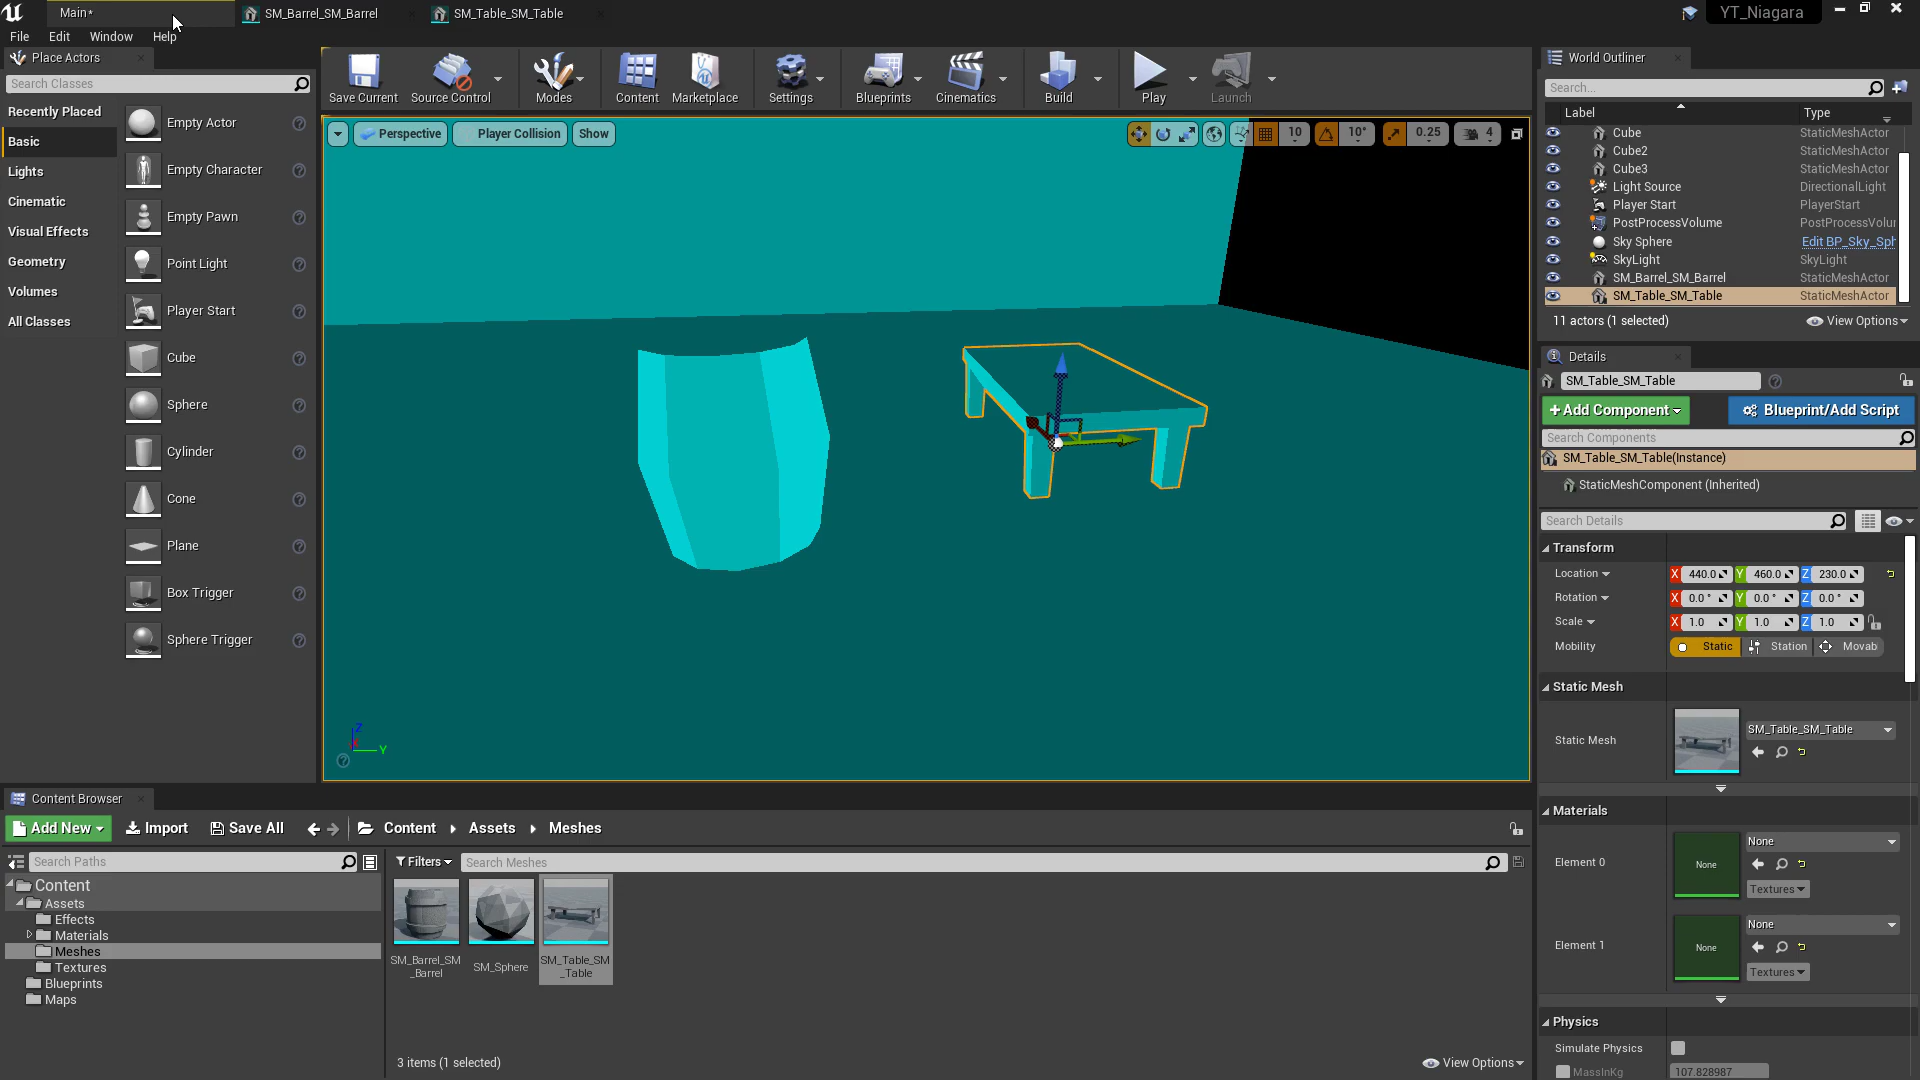 Main*
SM_Barrel_SM_Barrel
SM_Table_SM_Table
YT_Niagara
File Edit Window Help
Place Actors
Search Classes
Recently Placed
Basic
Lights
Cinematic
Visual Effects
Geometry
Volumes
All Classes
Empty Actor
Empty Character
Empty Pawn
Point Light
Player Start
Cube
Sphere
Cylinder
Cone
Plane
Box Trigger
Sphere Trigger
Save Current
Source Control
Modes
Content
Marketplace
Settings
Blueprints
Cinematics
Build
Play
Launch
Perspective
Player Collision
Show
10
10°
0.25
4
Z
Y
World Outliner
Search...
Label Type
Cube StaticMeshActor
Cube2 StaticMeshActor
Cube3 StaticMeshActor
Light Source DirectionalLight
Player Start PlayerStart
PostProcessVolume PostProcessVolu
Sky Sphere Edit BP_Sky_Sph
SkyLight SkyLight
SM_Barrel_SM_Barrel StaticMeshActor
SM_Table_SM_Table StaticMeshActor
11 actors (1 selected)
View Options
Details
SM_Table_SM_Table
+Add Component
Blueprint/Add Script
Search Components
SM_Table_SM_Table(Instance)
StaticMeshComponent (Inherited)
Search Details
Transform
Location X 440.0 Y 460.0 Z 230.0
Rotation X 0.0 ° Y 0.0 ° Z 0.0 °
Scale X 1.0 Y 1.0 Z 1.0
Mobility Static Station Movab
Static Mesh
Static Mesh
SM_Table_SM_Table
Materials
Element 0
None
None
Textures
Element 1
None
None
Textures
Physics
Simulate Physics
MassInKg 107.828987
Content Browser
Add New
Import
Save All
Content
Assets
Meshes
Search Paths
Content
Assets
Effects
Materials
Meshes
Textures
Blueprints
Maps
Filters
Search Meshes
SM_Barrel_SM
_Barrel
SM_Sphere
SM_Table_SM
_Table
3 items (1 selected)
View Options